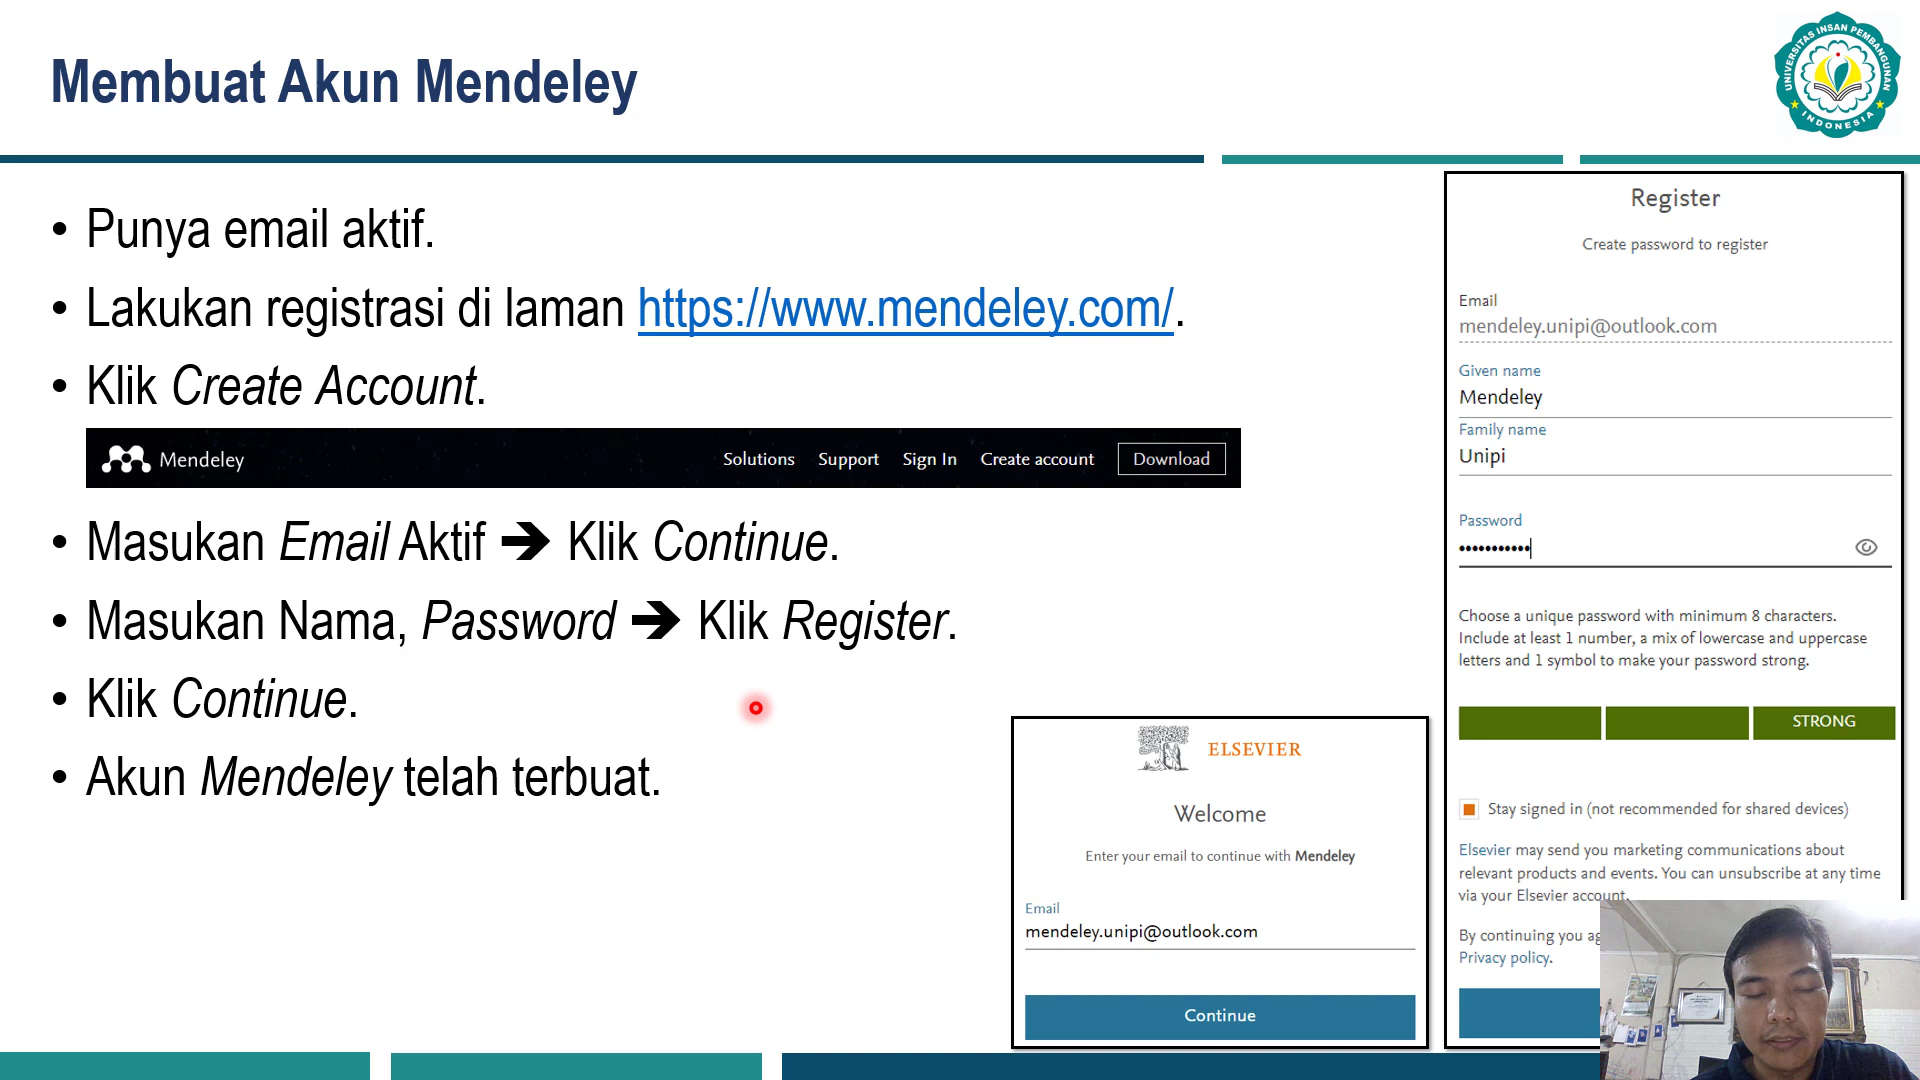 Membuat Akun Mendeley
UNIVERSITAS INSAN PEMBANGUNAN
INDONESIA
• Punya email aktif.
• Lakukan registrasi di laman https://www.mendeley.com/.
• Klik Create Account.
Mendeley
Solutions Support Sign In Create account Download
• Masukan Email Aktif ➔ Klik Continue.
• Masukan Nama, Password ➔ Klik Register.
• Klik Continue.
• Akun Mendeley telah terbuat.
ELSEVIER
Welcome
Enter your email to continue with Mendeley
Email
mendeley.unipi@outlook.com
Continue
Register
Create password to register
Email
mendeley.unipi@outlook.com
Given name
Mendeley
Family name
Unipi
Password
•••••••••••
Choose a unique password with minimum 8 characters.
Include at least 1 number, a mix of lowercase and uppercase
letters and 1 symbol to make your password strong.
STRONG
Stay signed in (not recommended for shared devices)
Elsevier may send you marketing communications about
relevant products and events. You can unsubscribe at any time
via your Elsevier account.
By continuing you
Privacy policy.